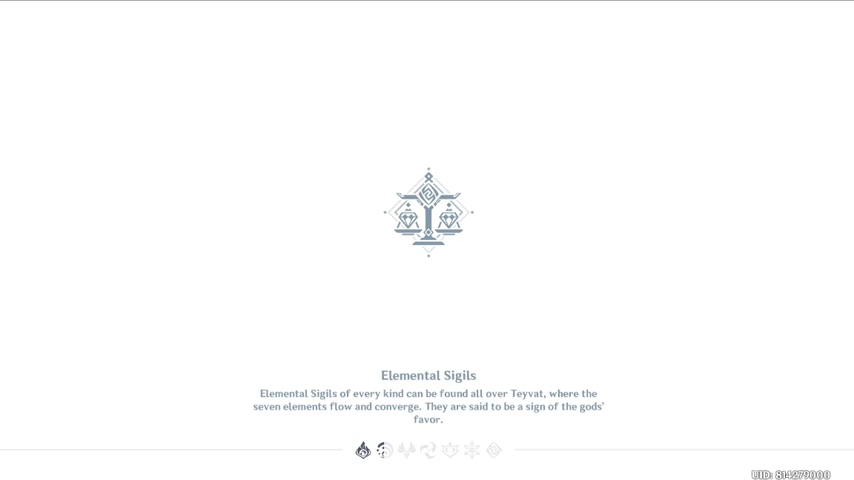 Elemental Sigils
Elemental Sigils of every kind can be found all over Teyvat, where the
seven elements flow and converge. They are said to be a sign of the gods'
favor.
UID: 814279000